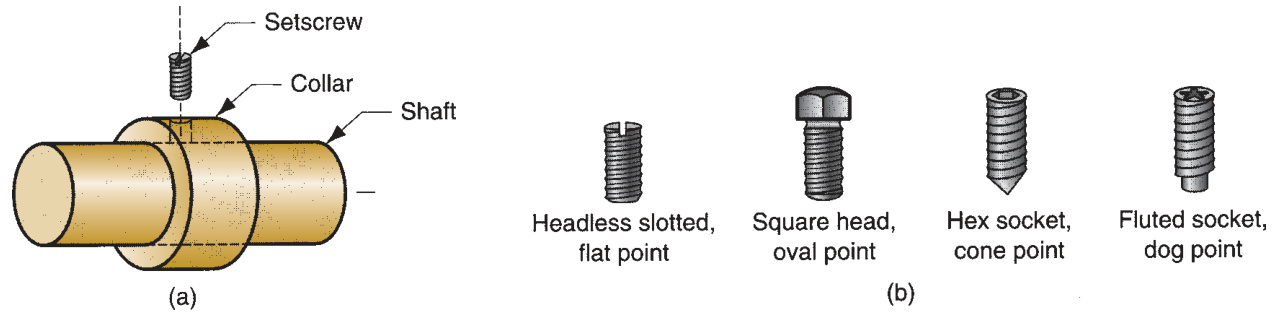 Setscrew
Collar
Shaft
(a)
Headless slotted,
flat point
Square head,
oval point
Hex socket,
cone point
Fluted socket,
dog point
(b)